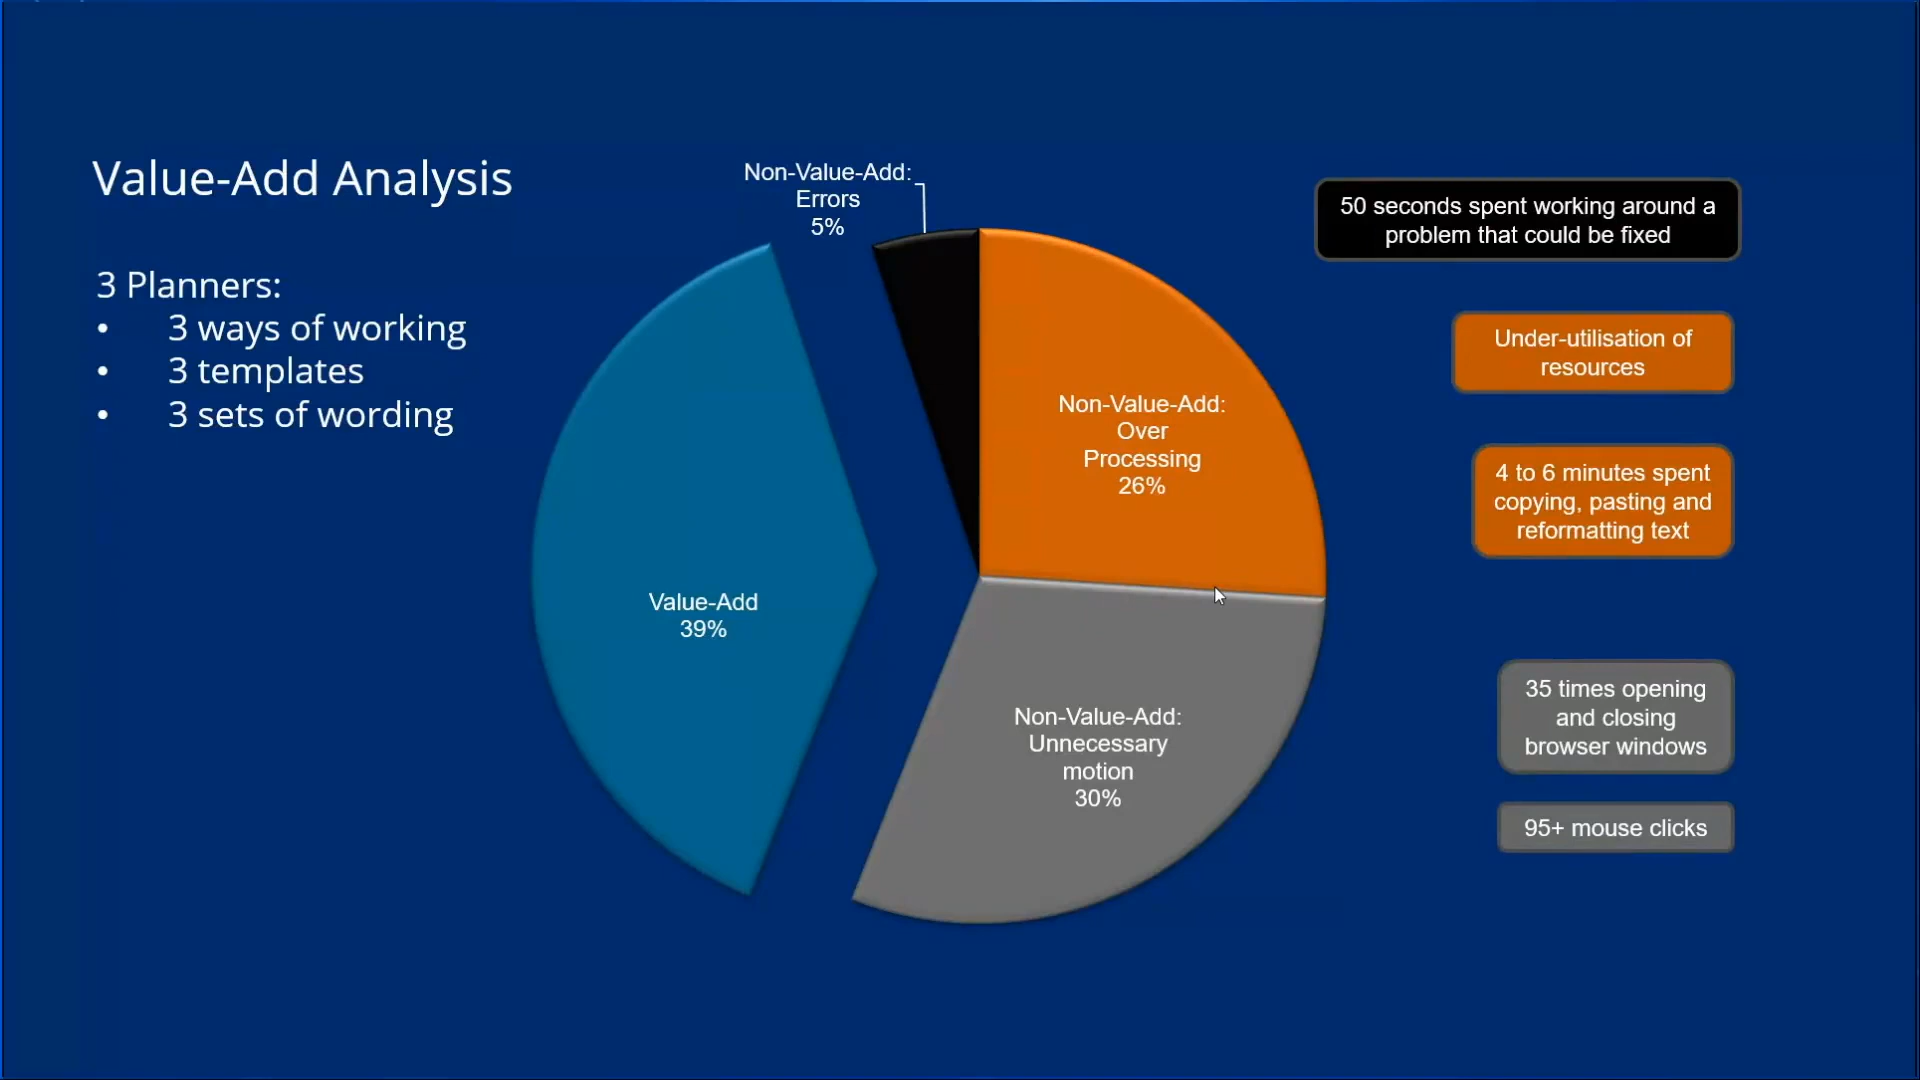 Value-Add Analysis
3 Planners:
• 3 ways of working
• 3 templates
• 3 sets of wording
Non-Value-Add:
Errors
5%
Non-Value-Add:
Over
Processing
26%
Value-Add
39%
Non-Value-Add:
Unnecessary
motion
30%
50 seconds spent working around a
problem that could be fixed
Under-utilisation of
resources
4 to 6 minutes spent
copying, pasting and
reformatting text
35 times opening
and closing
browser windows
95+ mouse clicks